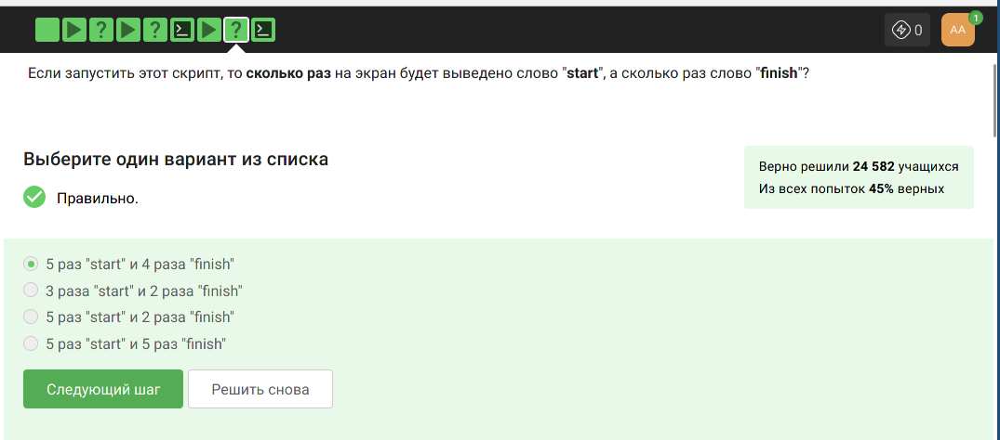 0
AA
1
Если запустить этот скрипт, то сколько раз на экран будет выведено слово "start", а сколько раз слово "finish"?
Выберите один вариант из списка
Правильно.
Верно решили 24 582 учащихся
Из всех попыток 45% верных
5 раз "start" и 4 раза "finish"
3 раза "start" и 2 раза "finish"
5 раз "start" и 2 раза "finish"
5 раз "start" и 5 раз "finish"
Следующий шаг
Решить снова